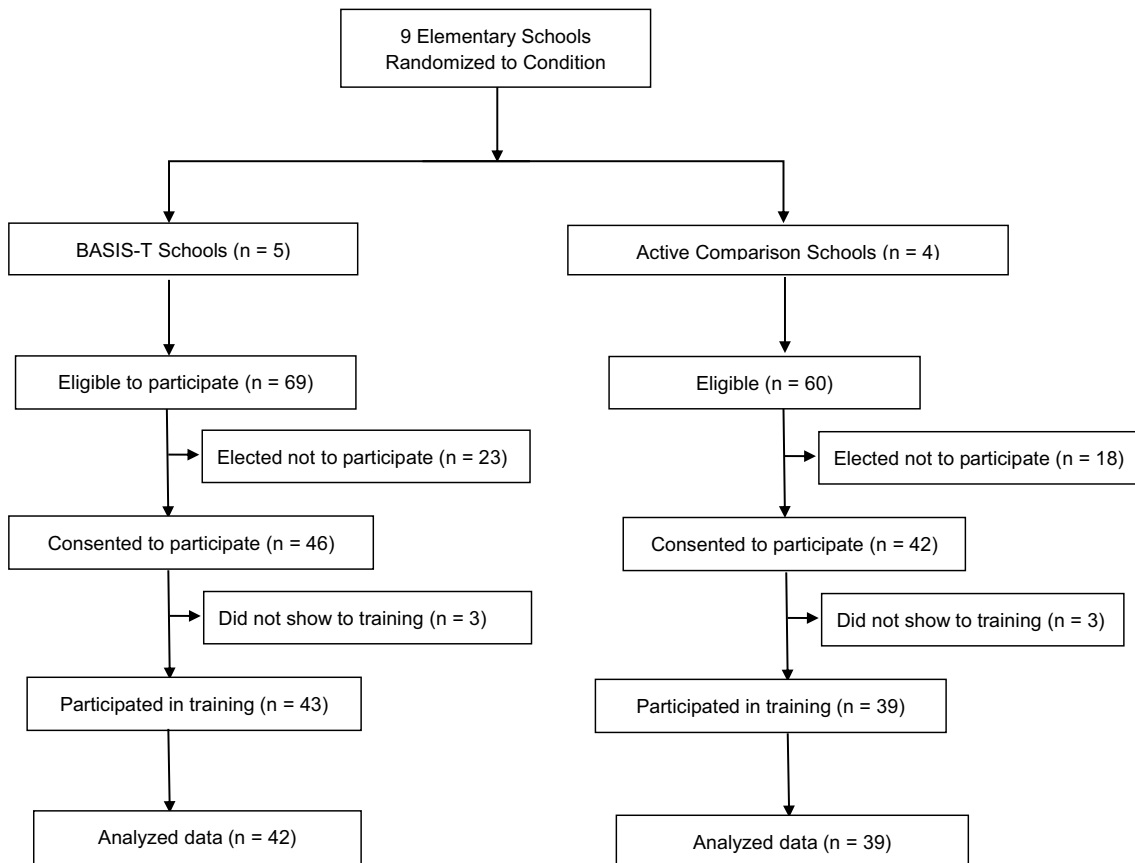 9 Elementary Schools
Randomized to Condition
BASIS-T Schools (n = 5)
Active Comparison Schools (n = 4)
Eligible to participate (n = 69)
Eligible (n = 60)
Elected not to participate (n = 23)
Elected not to participate (n = 18)
Consented to participate (n = 46)
Consented to participate (n = 42)
Did not show to training (n = 3)
Did not show to training (n = 3)
Participated in training (n = 43)
Participated in training (n = 39)
Analyzed data (n = 42)
Analyzed data (n = 39)